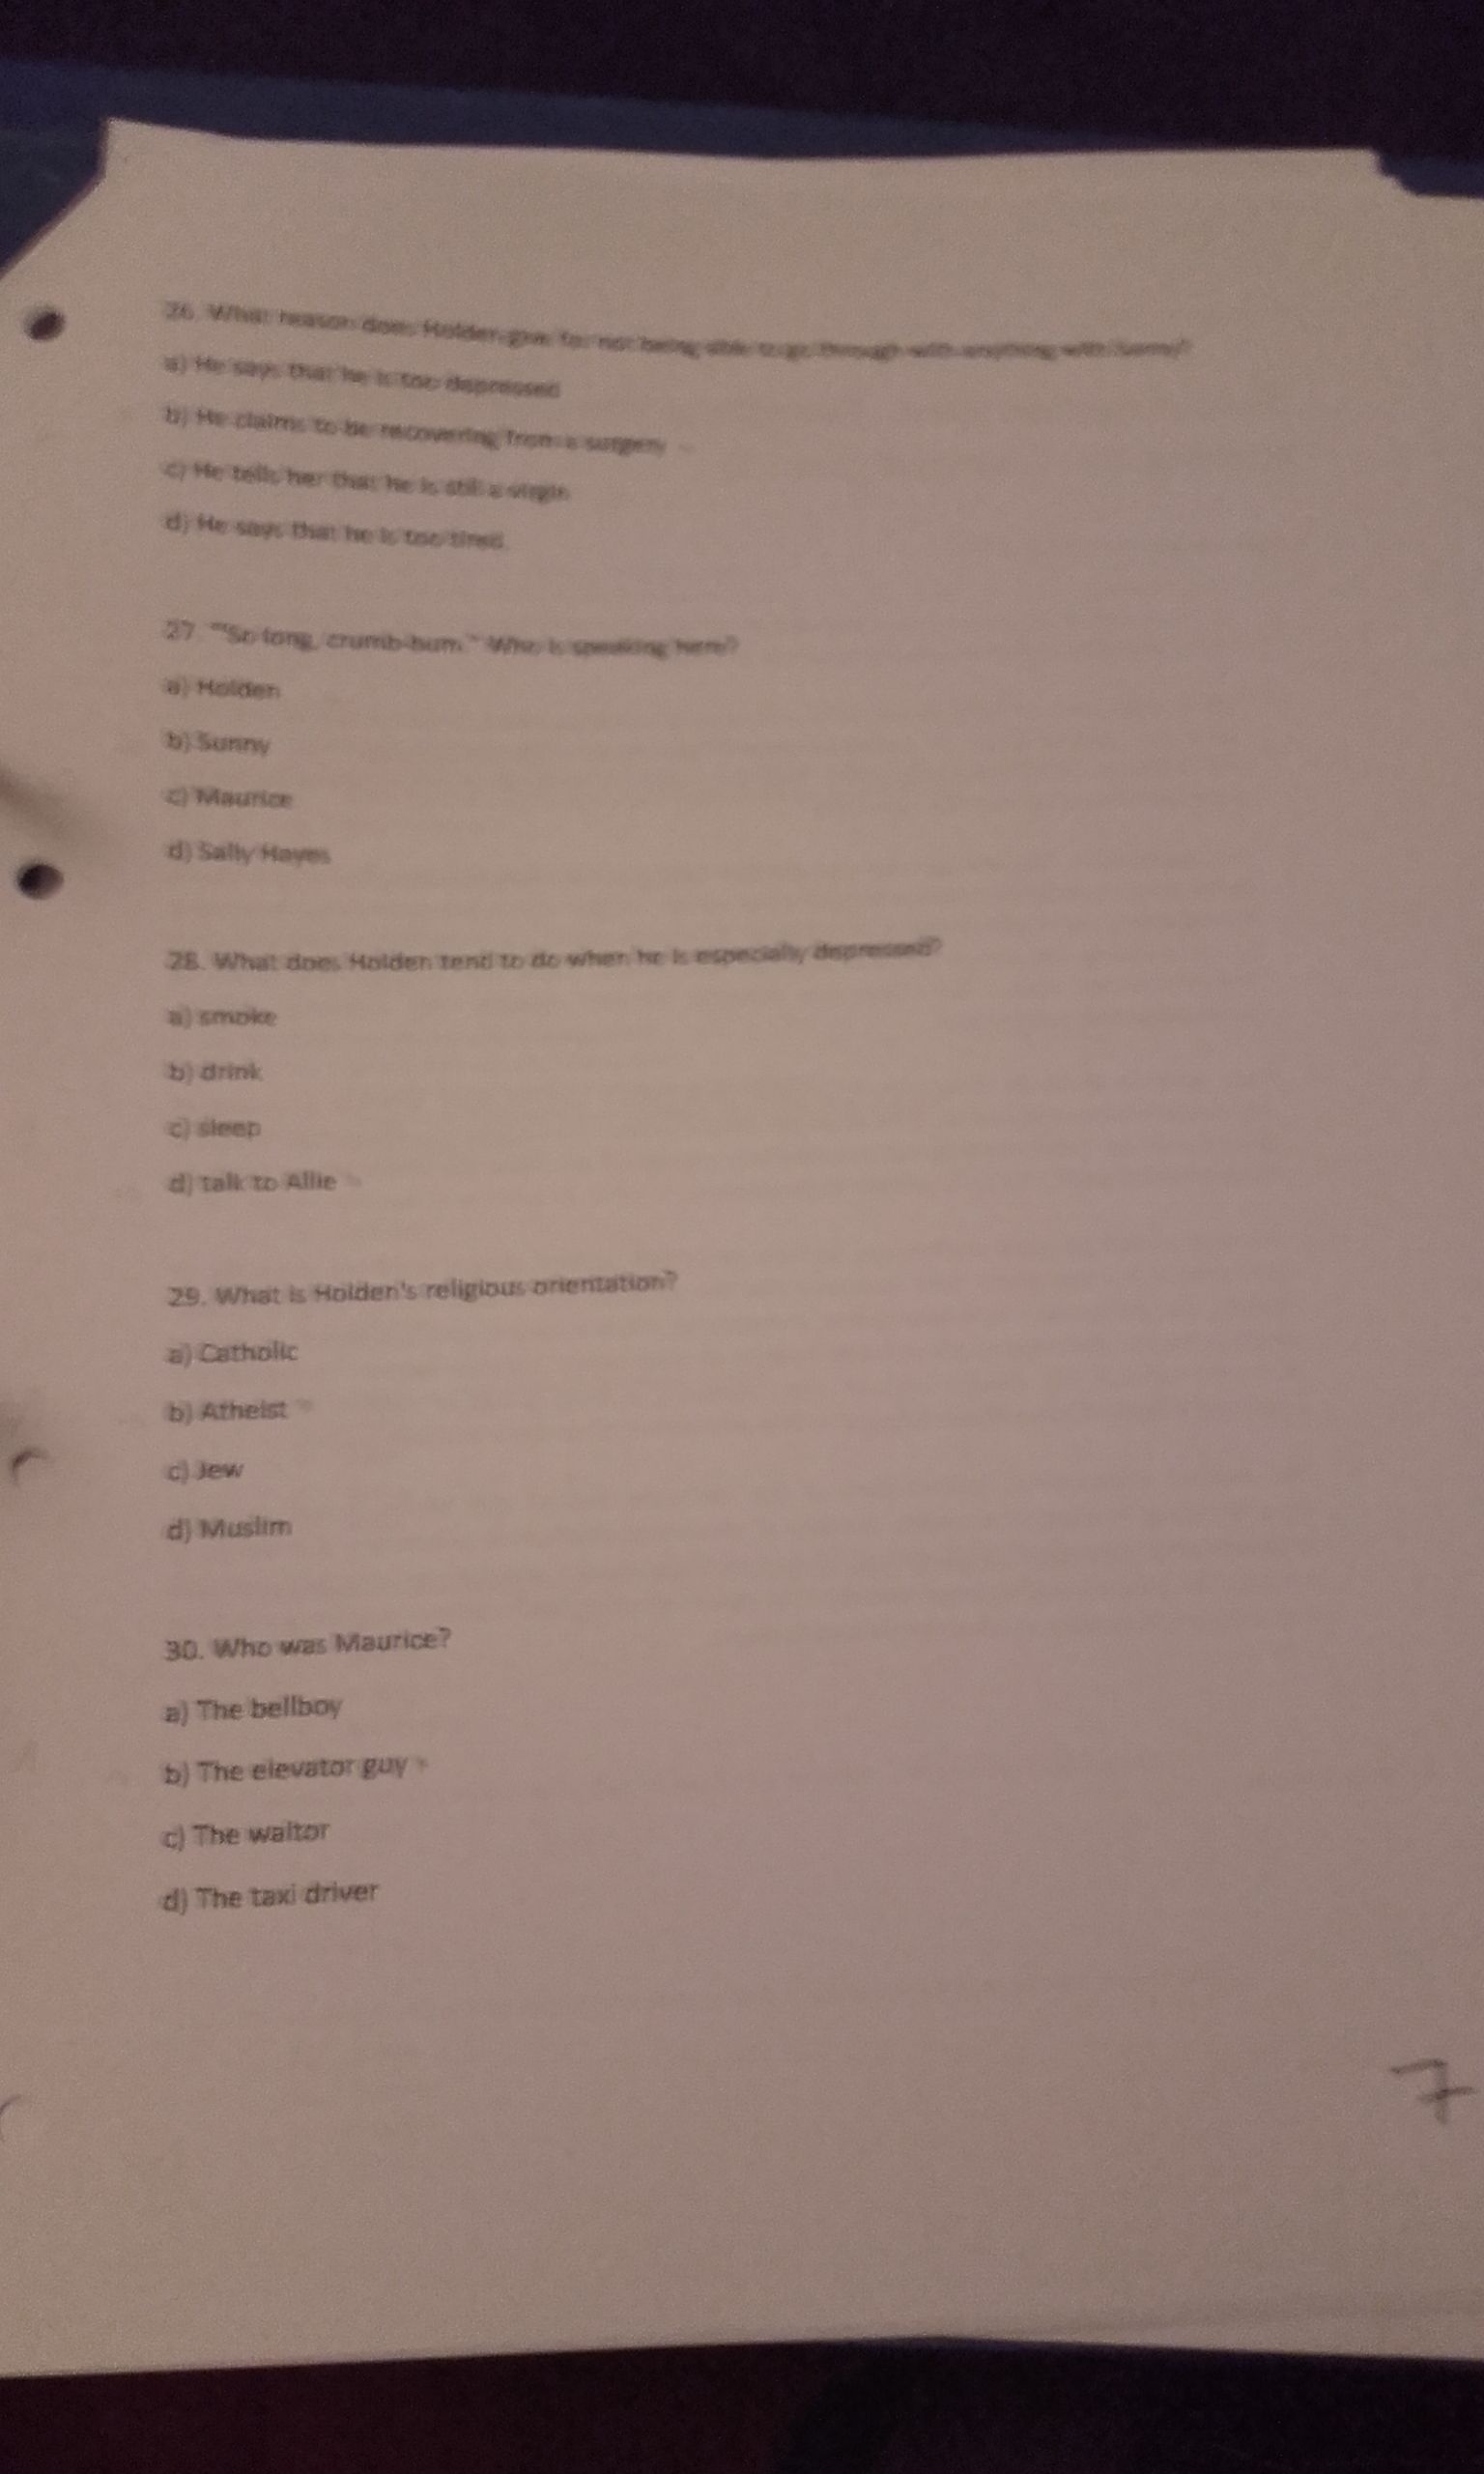 26. What reason does Holden give for not being able to go through with anything with Sunny?
a) He says that he is too depressed
b) He claims to be recovering from a surgery
c) He tells her that he is still a virgin
d) He says that he is too tired.
27. "'So long, crumb-bum." Who is speaking here?
a) Holden
b) Sunny
c) Maurice
d) Sally Hayes
28. What does Holden tend to do when he is especially depressed?
a) smoke
b) drink
c) sleep
d) talk to Allie
29. What is Holden's religious orientation?
a) Catholic
b) Atheist
c) Jew
d) Muslim
30. Who was Maurice?
a) The bellboy
b) The elevator guy
c) The waitor
d) The taxi driver
7